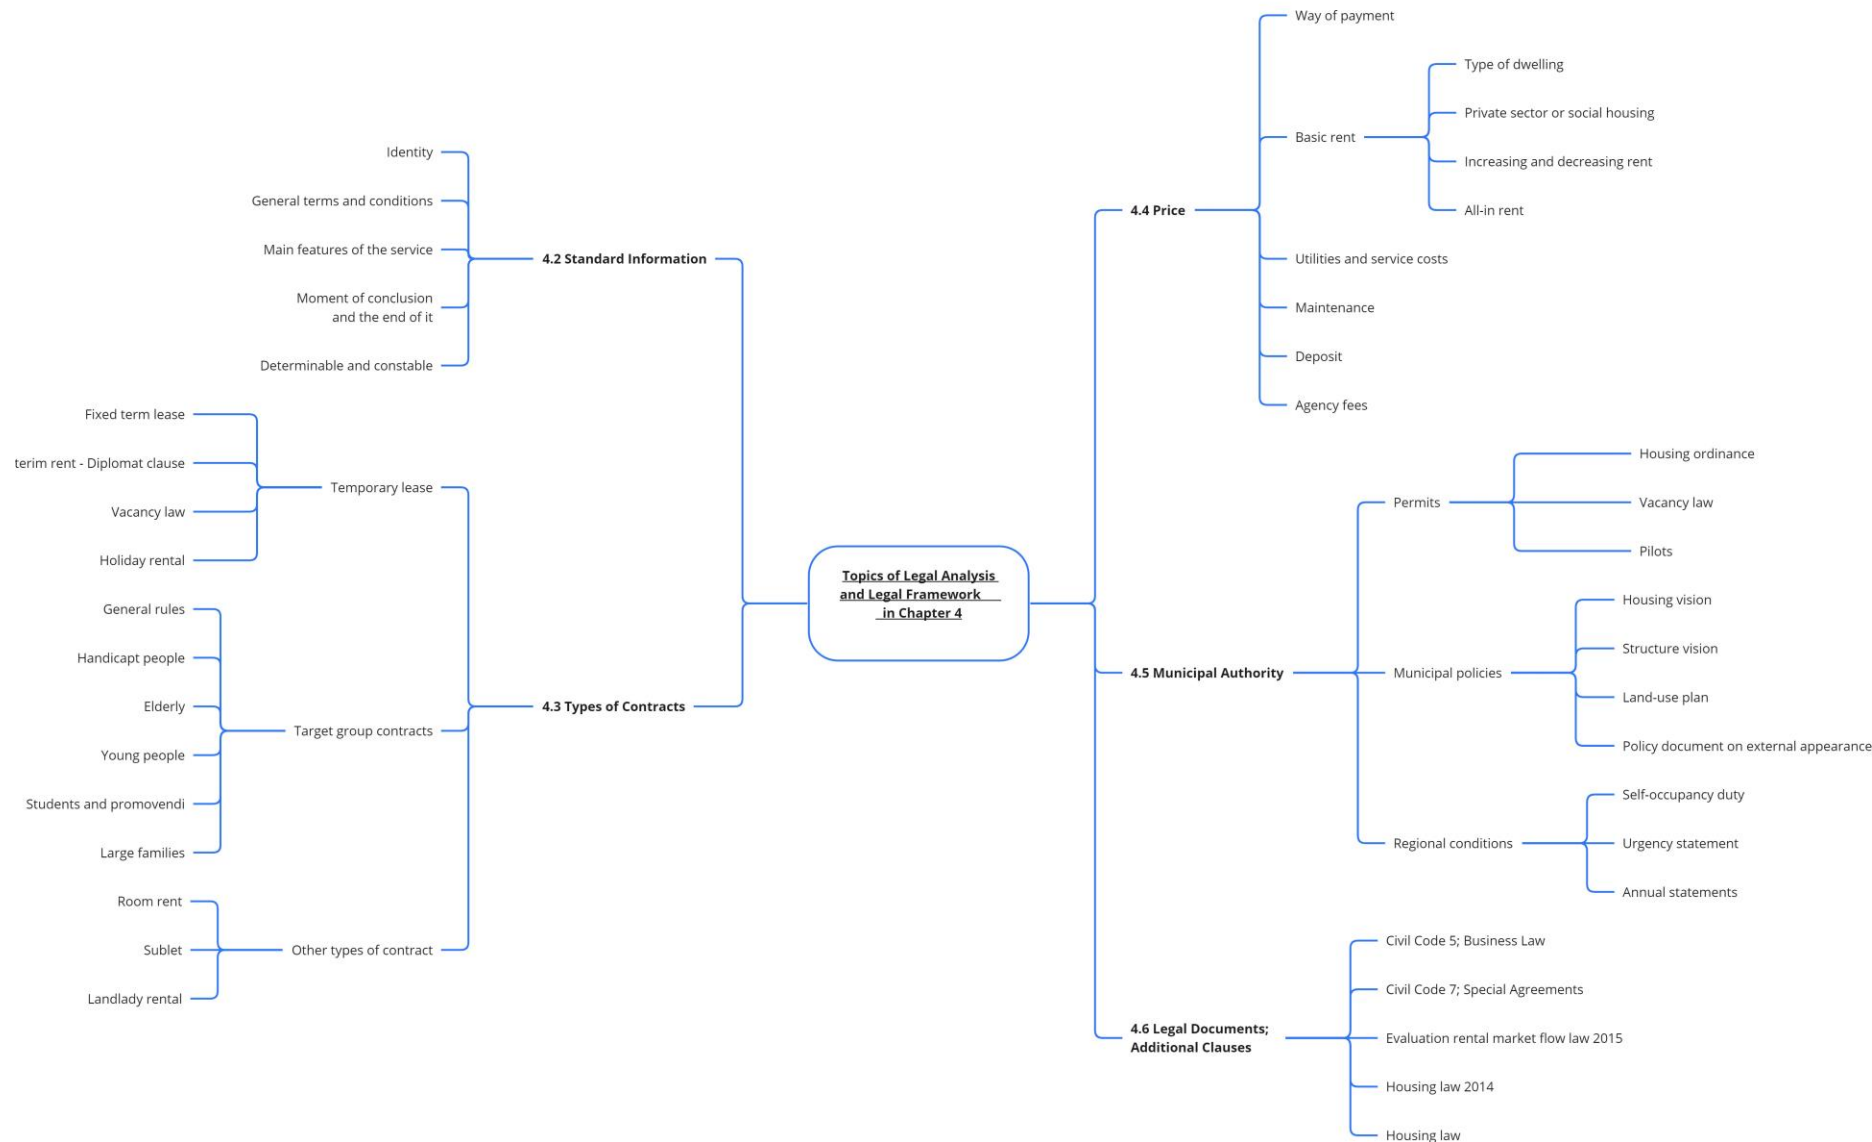 Topics of Legal Analysis
and Legal Framework
in Chapter 4
4.2 Standard Information
Identity
General terms and conditions
Main features of the service
Moment of conclusion
and the end of it
Determinable and constable
4.3 Types of Contracts
Temporary lease
Fixed term lease
terim rent - Diplomat clause
Vacancy law
Holiday rental
Target group contracts
General rules
Handicapt people
Elderly
Young people
Students and promovendi
Large families
Other types of contract
Room rent
Sublet
Landlady rental
4.4 Price
Way of payment
Basic rent
Type of dwelling
Private sector or social housing
Increasing and decreasing rent
All-in rent
Utilities and service costs
Maintenance
Deposit
Agency fees
4.5 Municipal Authority
Permits
Housing ordinance
Vacancy law
Pilots
Municipal policies
Housing vision
Structure vision
Land-use plan
Policy document on external appearance
Regional conditions
Self-occupancy duty
Urgency statement
Annual statements
4.6 Legal Documents;
Additional Clauses
Civil Code 5; Business Law
Civil Code 7; Special Agreements
Evaluation rental market flow law 2015
Housing law 2014
Housing law